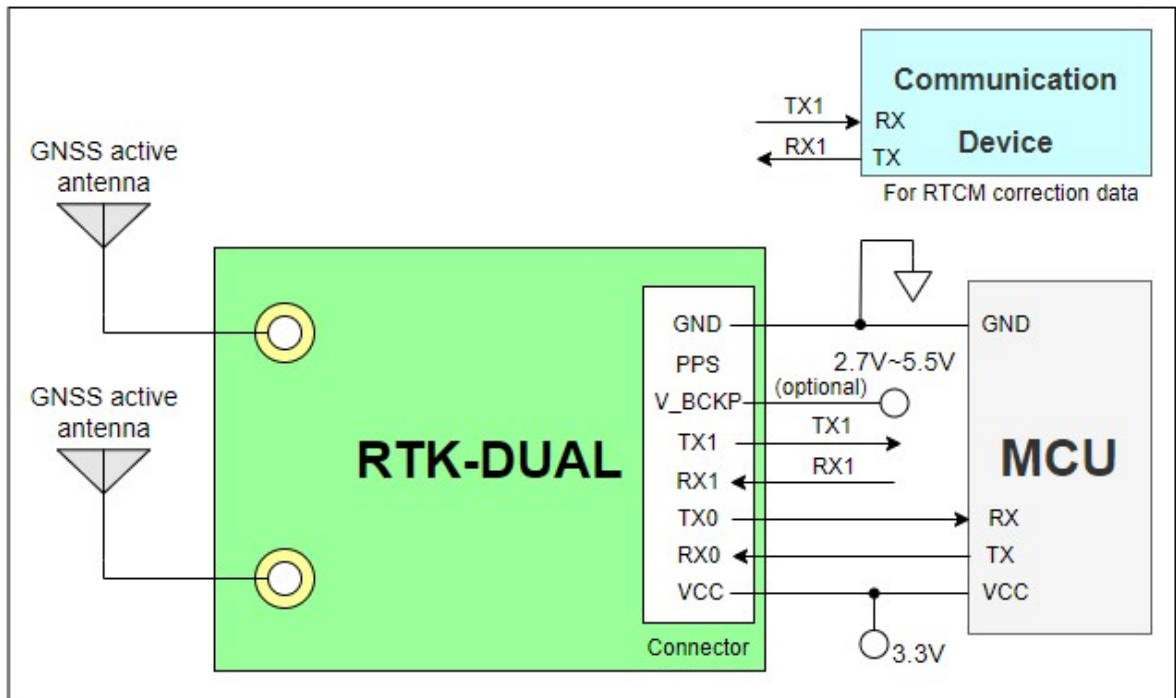 Communication
Device
TX1
RX
RX1
TX
For RTCM correction data
GNSS active
antenna
GNSS active
antenna
RTK-DUAL
GND
PPS
V_BCKP
TX1
RX1
TX0
RX0
VCC
Connector
2.7V~5.5V
(optional)
TX1
RX1
3.3V
GND
MCU
RX
TX
VCC